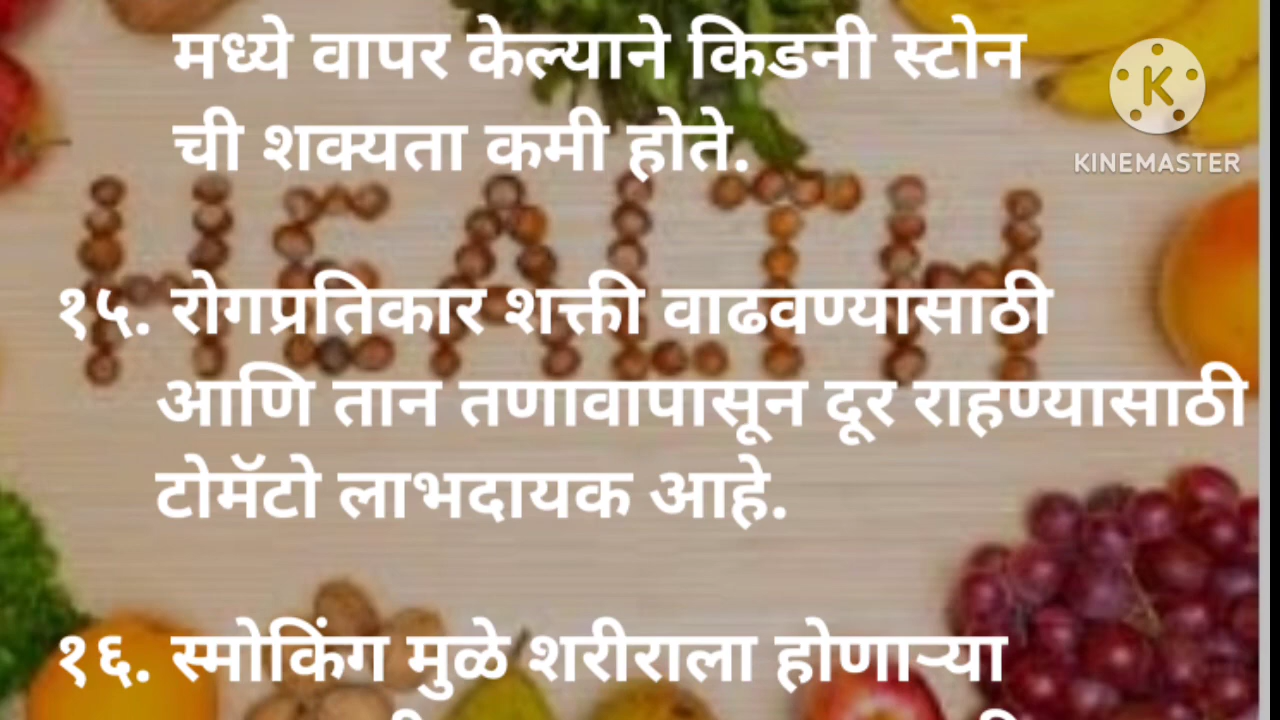 मध्ये वापर केल्याने किडनी स्टोन
ची शक्यता कमी होते.
KINEMASTER
HEALTH
१५. रोगप्रतिकार शक्ती वाढवण्यासाठी
आणि तान तणावापासून दूर राहण्यासाठी
टोमॅटो लाभदायक आहे.
१६. स्मोकिंग मुळे शरीराला होणाऱ्या